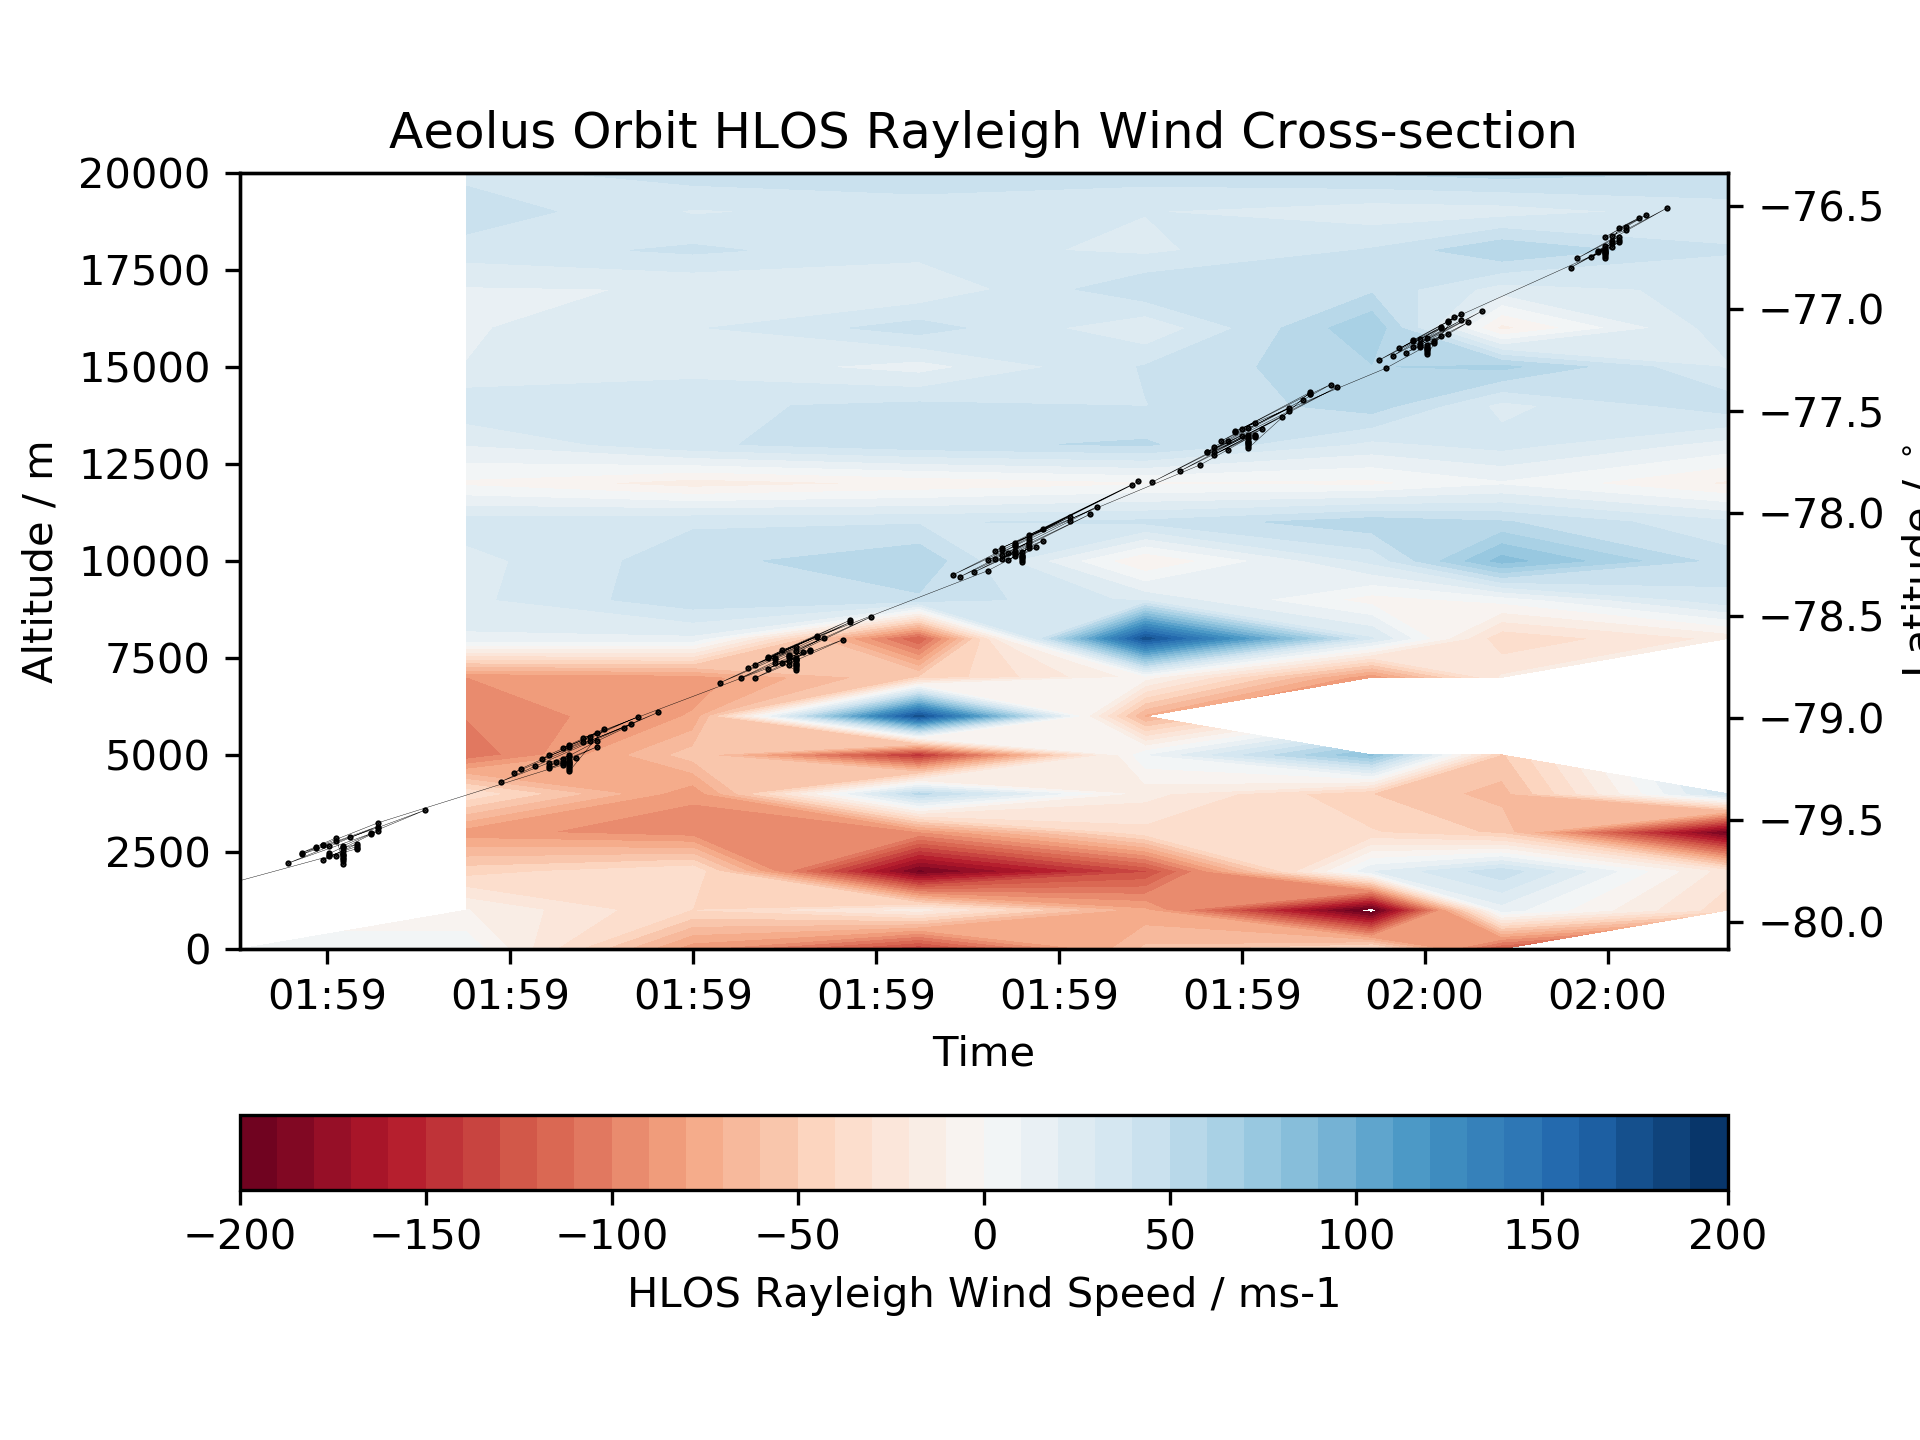 Aeolus Orbit HLOS Rayleigh Wind Cross-section
20000
17500
15000
12500
10000
7500
5000
2500
0
Altitude / m
−76.5
−77.0
−77.5
−78.0
−78.5
−79.0
−79.5
−80.0
Latitude / °
01:59 01:59 01:59 01:59 01:59 01:59 02:00 02:00
Time
−200 −150 −100 −50 0 50 100 150 200
HLOS Rayleigh Wind Speed / ms-1